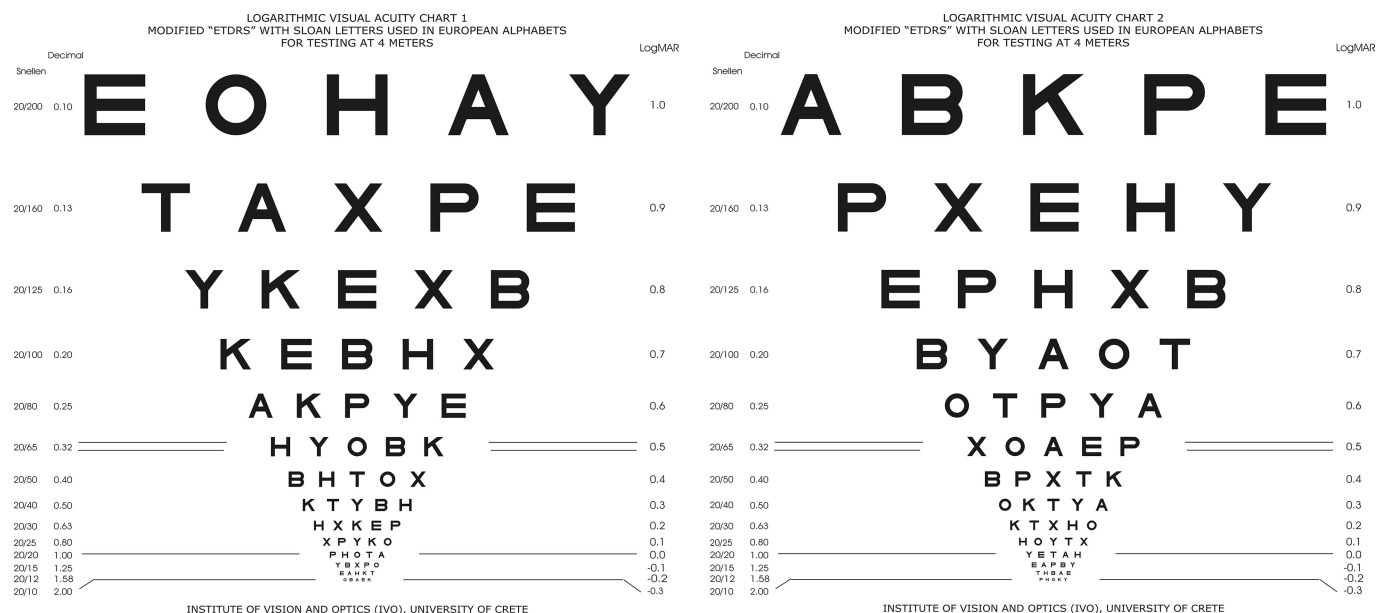 LOGARITHMIC VISUAL ACUITY CHART 1
MODIFIED “ETDRS” WITH SLOAN LETTERS USED IN EUROPEAN ALPHABETS
FOR TESTING AT 4 METERS
Decimal
LogMAR
Snellen
20/200 0.10 E O H A Y 1.0
20/160 0.13 T A X P E 0.9
20/125 0.16 Y K E X B 0.8
20/100 0.20 K E B H X 0.7
20/80 0.25 A K P Y E 0.6
20/65 0.32 H Y O B K 0.5
20/50 0.40 B H T O X 0.4
20/40 0.50 K T Y B H 0.3
20/30 0.63 H X K E P 0.2
20/25 0.80 X P Y K O 0.1
20/20 1.00 P H O T A 0.0
20/15 1.25 Y B X P O -0.1
20/12 1.58 E A H K T -0.2
20/10 2.00 O B A E K -0.3
INSTITUTE OF VISION AND OPTICS (IVO), UNIVERSITY OF CRETE
LOGARITHMIC VISUAL ACUITY CHART 2
MODIFIED “ETDRS” WITH SLOAN LETTERS USED IN EUROPEAN ALPHABETS
FOR TESTING AT 4 METERS
Decimal
LogMAR
Snellen
20/200 0.10 A B K P E 1.0
20/160 0.13 P X E H Y 0.9
20/125 0.16 E P H X B 0.8
20/100 0.20 B Y A O T 0.7
20/80 0.25 O T P Y A 0.6
20/65 0.32 X O A E P 0.5
20/50 0.40 B P X T K 0.4
20/40 0.50 O K T Y A 0.3
20/30 0.63 K T X H O 0.2
20/25 0.80 H O Y T X 0.1
20/20 1.00 Y E T A H 0.0
20/15 1.25 E A P B Y -0.1
20/12 1.58 T H B A E -0.2
20/10 2.00 P H O K Y -0.3
INSTITUTE OF VISION AND OPTICS (IVO), UNIVERSITY OF CRETE